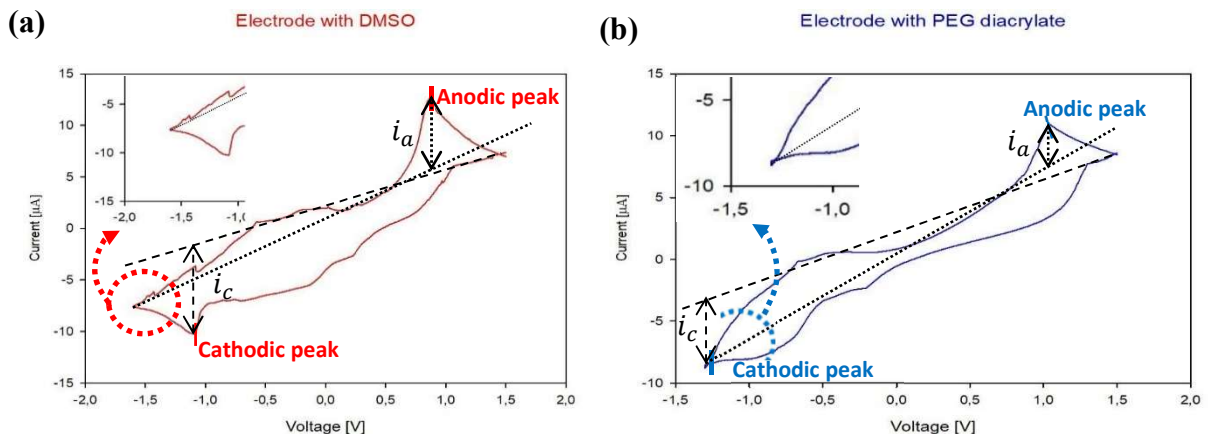 (a)
Electrode with DMSO
15
10
5
0
-5
-10
-15
-2,0
-1,5
-1,0
-0,5
0,0
0,5
1,0
1,5
2,0
Current [µA]
Voltage [V]
-5
-10
-15
-2,0
-1,5
-1,0
Anodic peak
i_a
i_c
Cathodic peak
(b)
Electrode with PEG diacrylate
15
10
5
0
-5
-10
-1,5
-1,0
-0,5
0,0
0,5
1,0
1,5
2,0
Current [µA]
Voltage [V]
-5
-10
-1,5
-1,0
Anodic peak
i_a
i_c
Cathodic peak